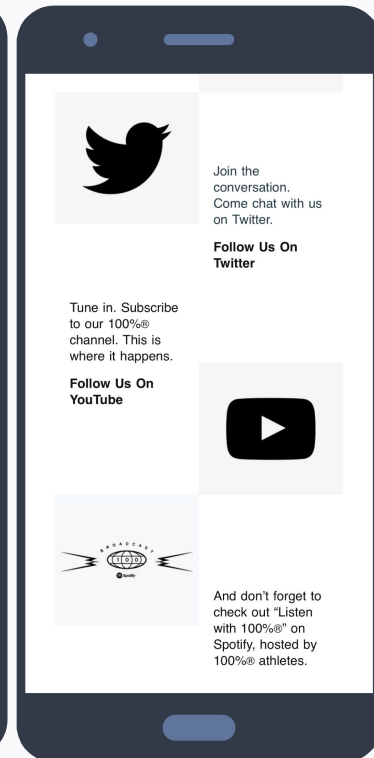 Join the
conversation.
Come chat with us
on Twitter.
Follow Us On
Twitter
Tune in. Subscribe
to our 100%®
channel. This is
where it happens.
Follow Us On
YouTube
BROADCAST
100
Spotify
And don’t forget to
check out “Listen
with 100%®” on
Spotify, hosted by
100%® athletes.